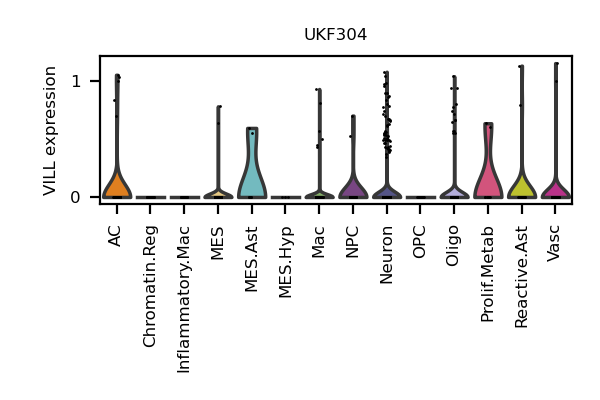 UKF304
VILL expression
1
0
AC
Chromatin.Reg
Inflammatory.Mac
MES
MES.Ast
MES.Hyp
Mac
NPC
Neuron
OPC
Oligo
Prolif.Metab
Reactive.Ast
Vasc